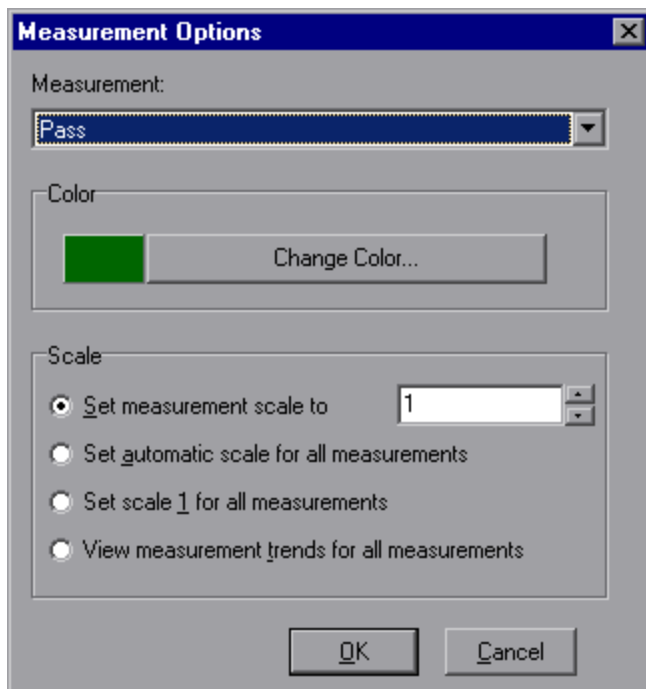 Measurement Options
Measurement:
Pass
Color
Change Color...
Scale
Set measurement scale to 1
Set automatic scale for all measurements
Set scale 1 for all measurements
View measurement trends for all measurements
OK Cancel